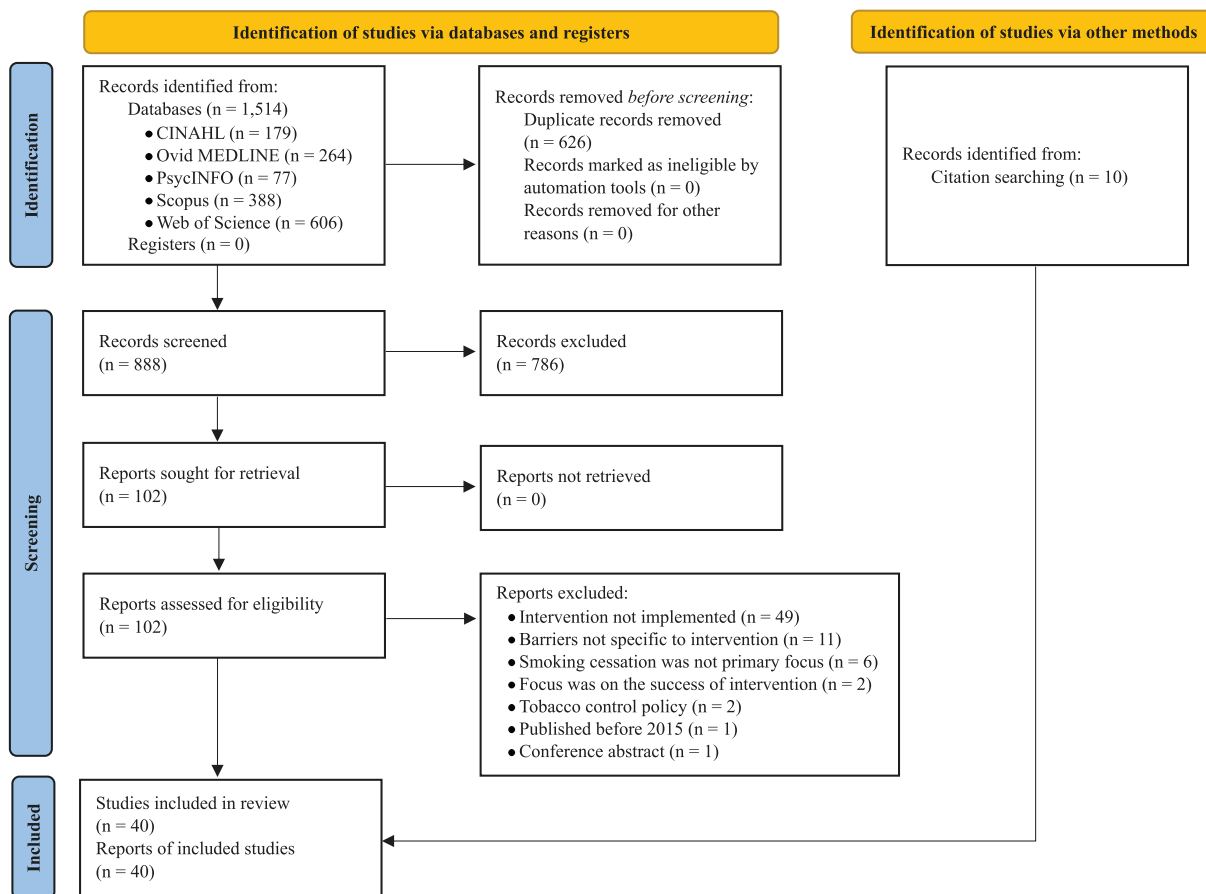 Identification of studies via databases and registers
Identification of studies via other methods
Identification
Records identified from:
Databases (n = 1,514)
● CINAHL (n = 179)
● Ovid MEDLINE (n = 264)
● PsycINFO (n = 77)
● Scopus (n = 388)
● Web of Science (n = 606)
Registers (n = 0)
Records removed before screening:
Duplicate records removed
(n = 626)
Records marked as ineligible by
automation tools (n = 0)
Records removed for other
reasons (n = 0)
Records identified from:
Citation searching (n = 10)
Screening
Records screened
(n = 888)
Records excluded
(n = 786)
Reports sought for retrieval
(n = 102)
Reports not retrieved
(n = 0)
Reports assessed for eligibility
(n = 102)
Reports excluded:
● Intervention not implemented (n = 49)
● Barriers not specific to intervention (n = 11)
● Smoking cessation was not primary focus (n = 6)
● Focus was on the success of intervention (n = 2)
● Tobacco control policy (n = 2)
● Published before 2015 (n = 1)
● Conference abstract (n = 1)
Included
Studies included in review
(n = 40)
Reports of included studies
(n = 40)